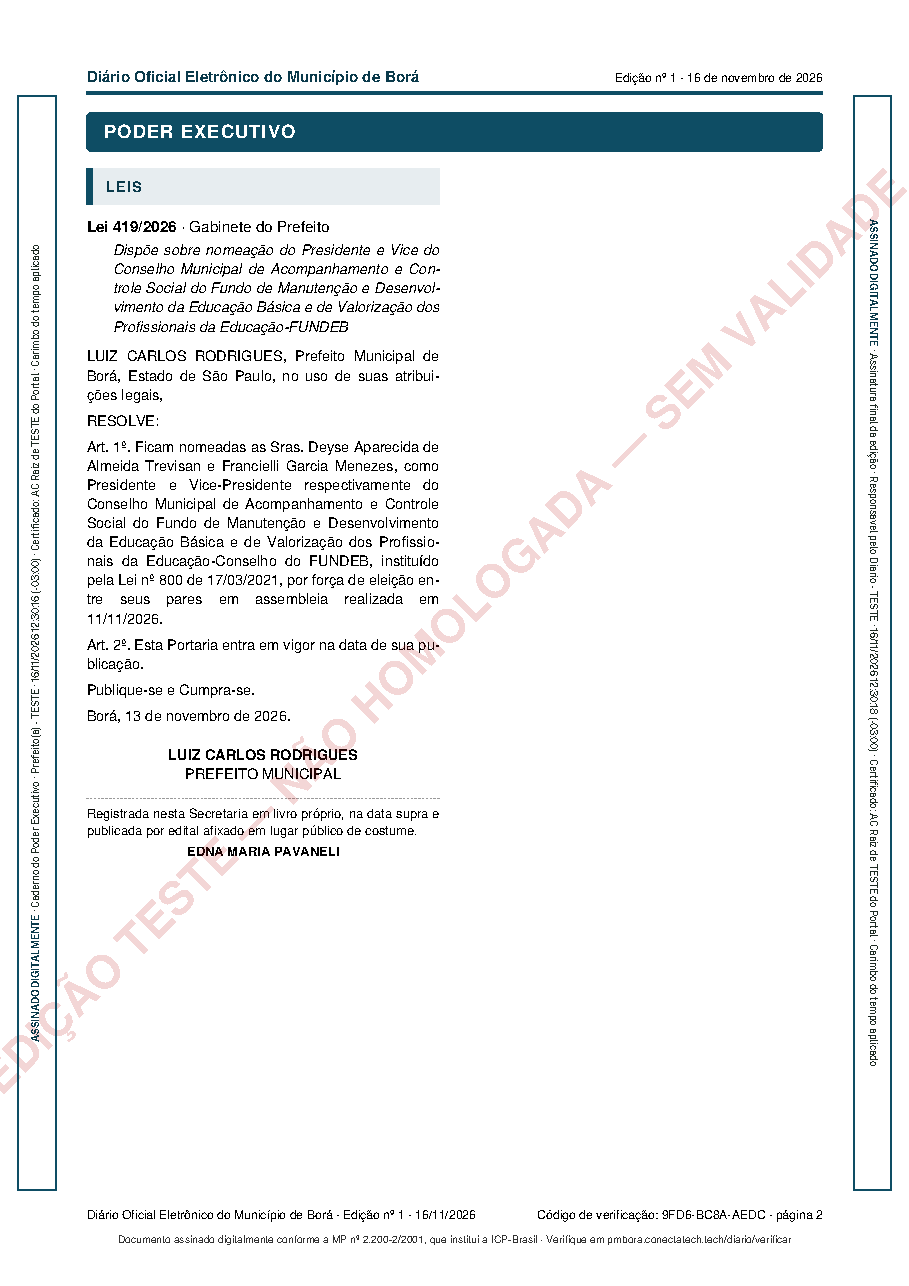 Diário Oficial Eletrônico do Município de Borá
Edição nº 1 · 16 de novembro de 2026
PODER EXECUTIVO
LEIS
Lei 419/2026 · Gabinete do Prefeito
Dispõe sobre nomeação do Presidente e Vice do
Conselho Municipal de Acompanhamento e Con-
trole Social do Fundo de Manutenção e Desenvol-
vimento da Educação Básica e de Valorização dos
Profissionais da Educação-FUNDEB
LUIZ CARLOS RODRIGUES, Prefeito Municipal de
Borá, Estado de São Paulo, no uso de suas atribui-
ções legais,
RESOLVE:
Art. 1º. Ficam nomeadas as Sras. Deyse Aparecida de
Almeida Trevisan e Francielli Garcia Menezes, como
Presidente e Vice-Presidente respectivamente do
Conselho Municipal de Acompanhamento e Controle
Social do Fundo de Manutenção e Desenvolvimento
da Educação Básica e de Valorização dos Profissio-
nais da Educação-Conselho do FUNDEB, instituído
pela Lei nº 800 de 17/03/2021, por força de eleição en-
tre seus pares em assembleia realizada em
11/11/2026.
Art. 2º. Esta Portaria entra em vigor na data de sua pu-
blicação.
Publique-se e Cumpra-se.
Borá, 13 de novembro de 2026.
LUIZ CARLOS RODRIGUES
PREFEITO MUNICIPAL
Registrada nesta Secretaria em livro próprio, na data supra e
publicada por edital afixado em lugar público de costume.
EDNA MARIA PAVANELI
EDIÇÃO TESTE — NÃO HOMOLOGADA — SEM VALIDADE
ASSINADO DIGITALMENTE · Caderno do Poder Executivo · Prefeito(a) - TESTE · 16/11/2026 12:30:16 (-03:00) · Certificado: AC Raiz de TESTE do Portal · Carimbo do tempo aplicado
ASSINADO DIGITALMENTE · Assinatura final da edição · Responsavel pelo Diario - TESTE · 16/11/2026 12:30:18 (-03:00) · Certificado: AC Raiz de TESTE do Portal · Carimbo do tempo aplicado
Diário Oficial Eletrônico do Município de Borá · Edição nº 1 · 16/11/2026
Código de verificação: 9FD6-BC8A-AEDC · página 2
Documento assinado digitalmente conforme a MP nº 2.200-2/2001, que institui a ICP-Brasil · Verifique em pmbora.conectatech.tech/diario/verificar